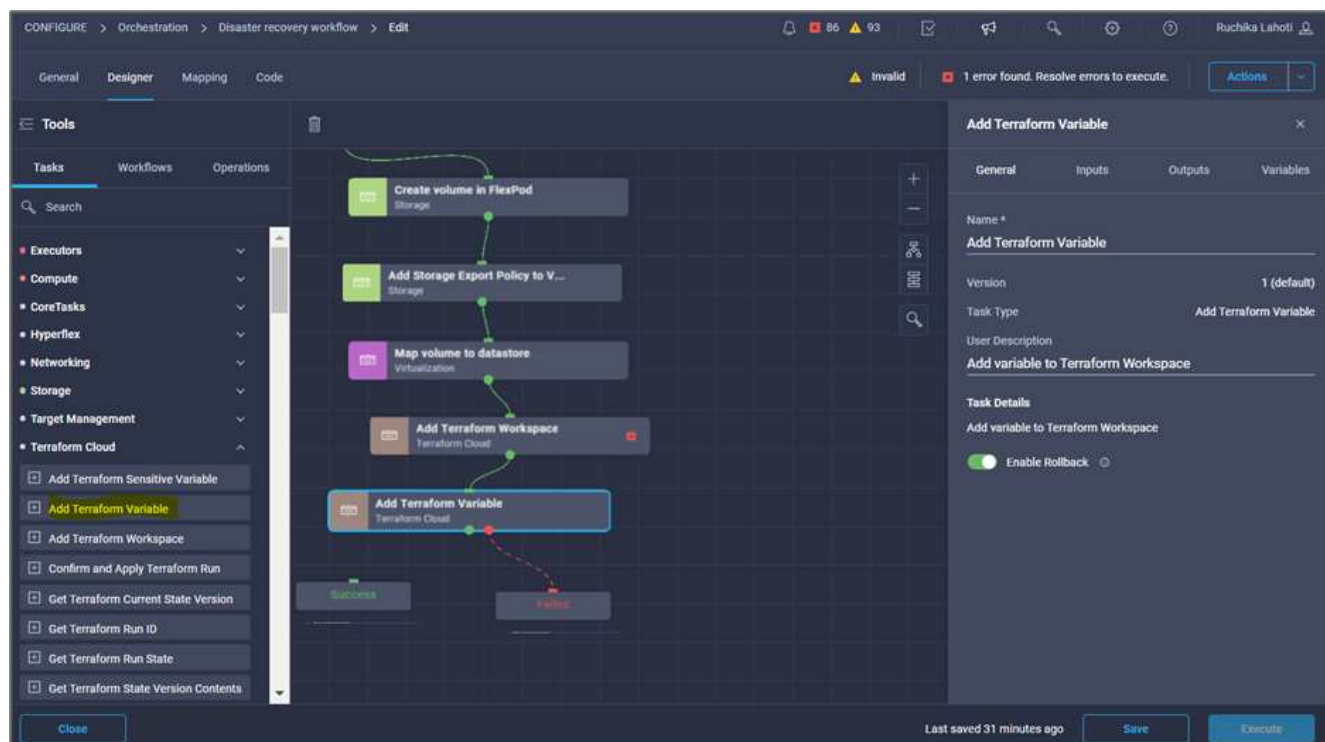 CONFIGURE > Orchestration > Disaster recovery workflow > Edit
86 93
Ruchika Lahoti
General Designer Mapping Code
Invalid
1 error found. Resolve errors to execute.
Actions
Tools
Tasks Workflows Operations
Search
Executors
Compute
CoreTasks
Hyperflex
Networking
Storage
Target Management
Terraform Cloud
Add Terraform Sensitive Variable
Add Terraform Variable
Add Terraform Workspace
Confirm and Apply Terraform Run
Get Terraform Current State Version
Get Terraform Run ID
Get Terraform Run State
Get Terraform State Version Contents
Create volume in FlexPod
Storage
Add Storage Export Policy to V...
Storage
Map volume to datastore
Virtualization
Add Terraform Workspace
Terraform Cloud
Add Terraform Variable
Terraform Cloud
Success
Failed
Add Terraform Variable
General Inputs Outputs Variables
Name *
Add Terraform Variable
Version 1 (default)
Task Type Add Terraform Variable
User Description
Add variable to Terraform Workspace
Task Details
Add variable to Terraform Workspace
Enable Rollback
Close
Last saved 31 minutes ago
Save
Execute